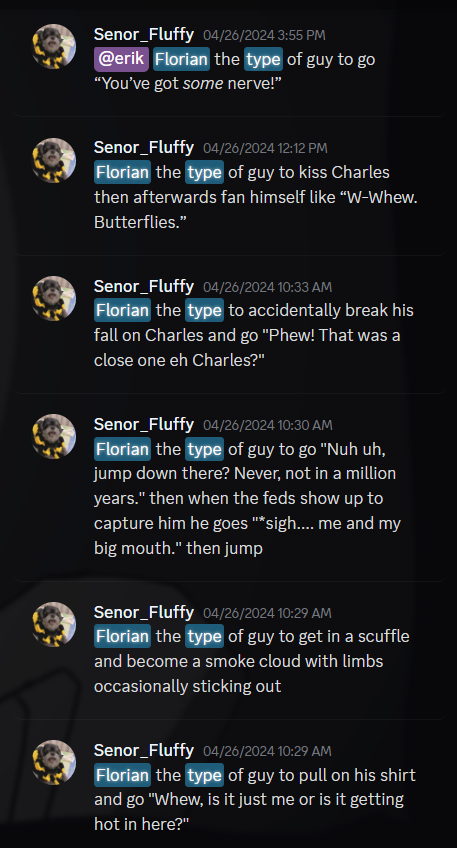 Senor_Fluffy 04/26/2024 3:55 PM
@erik Florian the type of guy to go
“You’ve got some nerve!”
Senor_Fluffy 04/26/2024 12:12 PM
Florian the type of guy to kiss Charles
then afterwards fan himself like “W-Whew.
Butterflies.”
Senor_Fluffy 04/26/2024 10:33 AM
Florian the type to accidentally break his
fall on Charles and go "Phew! That was a
close one eh Charles?"
Senor_Fluffy 04/26/2024 10:30 AM
Florian the type of guy to go "Nuh uh,
jump down there? Never, not in a million
years." then when the feds show up to
capture him he goes "*sigh.... me and my
big mouth." then jump
Senor_Fluffy 04/26/2024 10:29 AM
Florian the type of guy to get in a scuffle
and become a smoke cloud with limbs
occasionally sticking out
Senor_Fluffy 04/26/2024 10:29 AM
Florian the type of guy to pull on his shirt
and go "Whew, is it just me or is it getting
hot in here?"